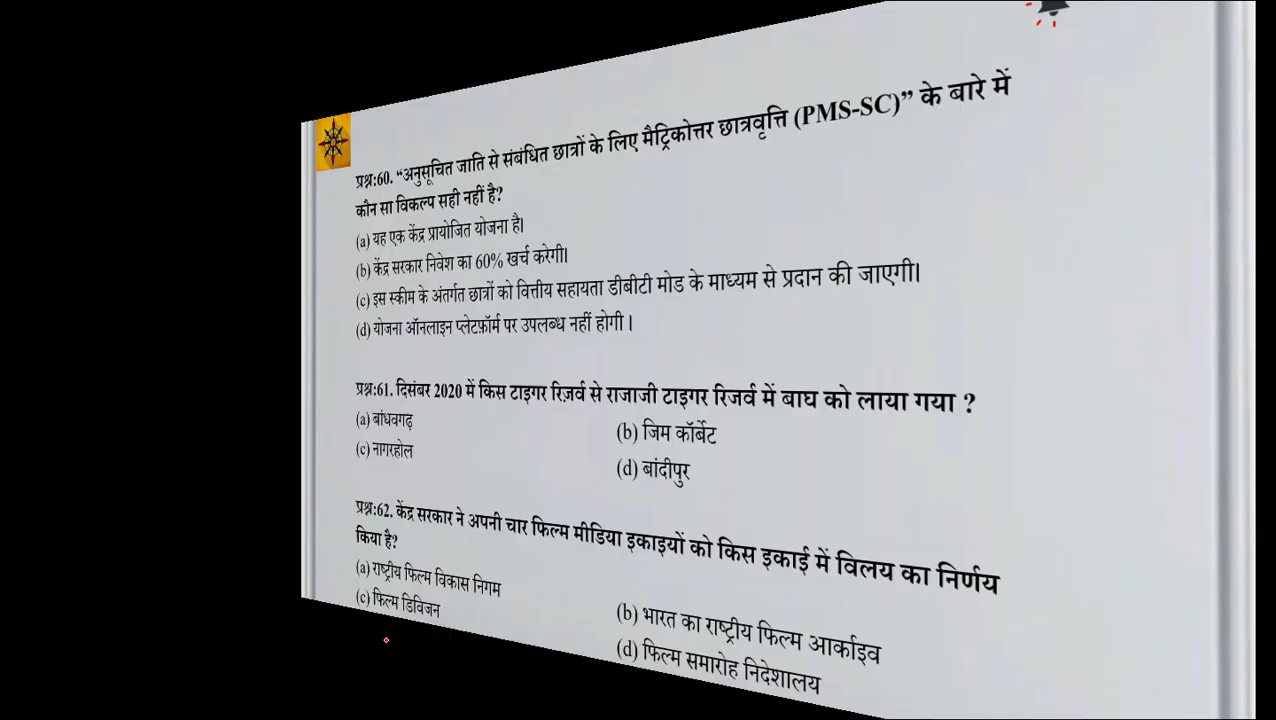 प्रश्न:60. “अनुसूचित जाति से संबंधित छात्रों के लिए मैट्रिकोत्तर छात्रवृत्ति (PMS-SC)” के बारे में
कौन सा विकल्प सही नहीं है?
(a) यह एक केंद्र प्रायोजित योजना है।
(b) केंद्र सरकार निवेश का 60% खर्च करेगी।
(c) इस स्कीम के अंतर्गत छात्रों को वित्तीय सहायता डीबीटी मोड के माध्यम से प्रदान की जाएगी।
(d) योजना ऑनलाइन प्लेटफ़ॉर्म पर उपलब्ध नहीं होगी ।
प्रश्न:61. दिसंबर 2020 में किस टाइगर रिज़र्व से राजाजी टाइगर रिजर्व में बाघ को लाया गया ?
(a) बांधवगढ़ (b) जिम कॉर्बेट
(c) नागरहोल (d) बांदीपुर
प्रश्न:62. केंद्र सरकार ने अपनी चार फिल्म मीडिया इकाइयों को किस इकाई में विलय का निर्णय
किया है?
(a) राष्ट्रीय फिल्म विकास निगम (b) भारत का राष्ट्रीय फिल्म आर्काइव
(c) फिल्म डिविजन (d) फिल्म समारोह निदेशालय